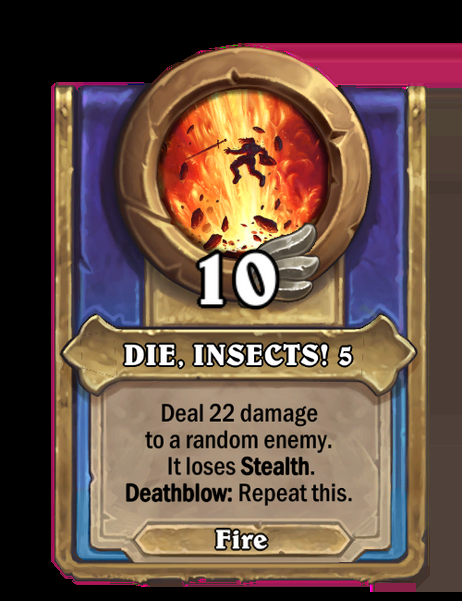 10
DIE, INSECTS! 5
Deal 22 damage
to a random enemy.
It loses Stealth.
Deathblow: Repeat this.
Fire